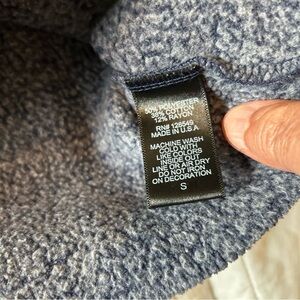 50% POLYESTER
38% COTTON
12% RAYON
RN# 126549
MADE IN U.S.A
MACHINE WASH
COLD WITH
LIKE COLORS
INSIDE OUT
LINE OR AIR DRY
DO NOT IRON
ON DECORATION
S